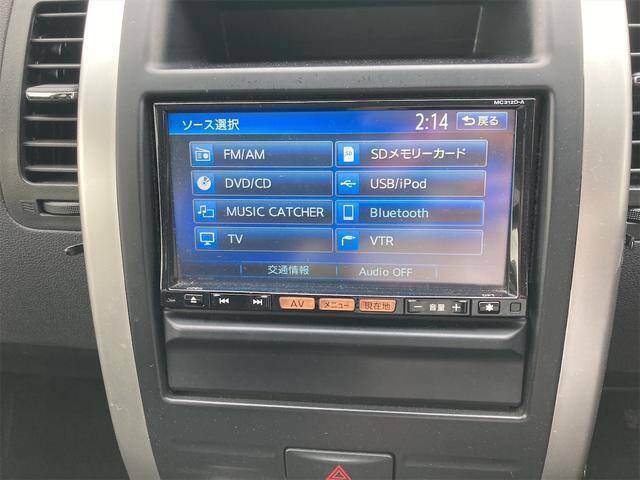 MC312D-A
ソース選択 2:14 戻る
FM/AM SD SDメモリーカード
DVD/CD USB/iPod
MUSIC CATCHER Bluetooth
TV VTR
交通情報 Audio OFF
AV メニュー 現在地 − 音量 +